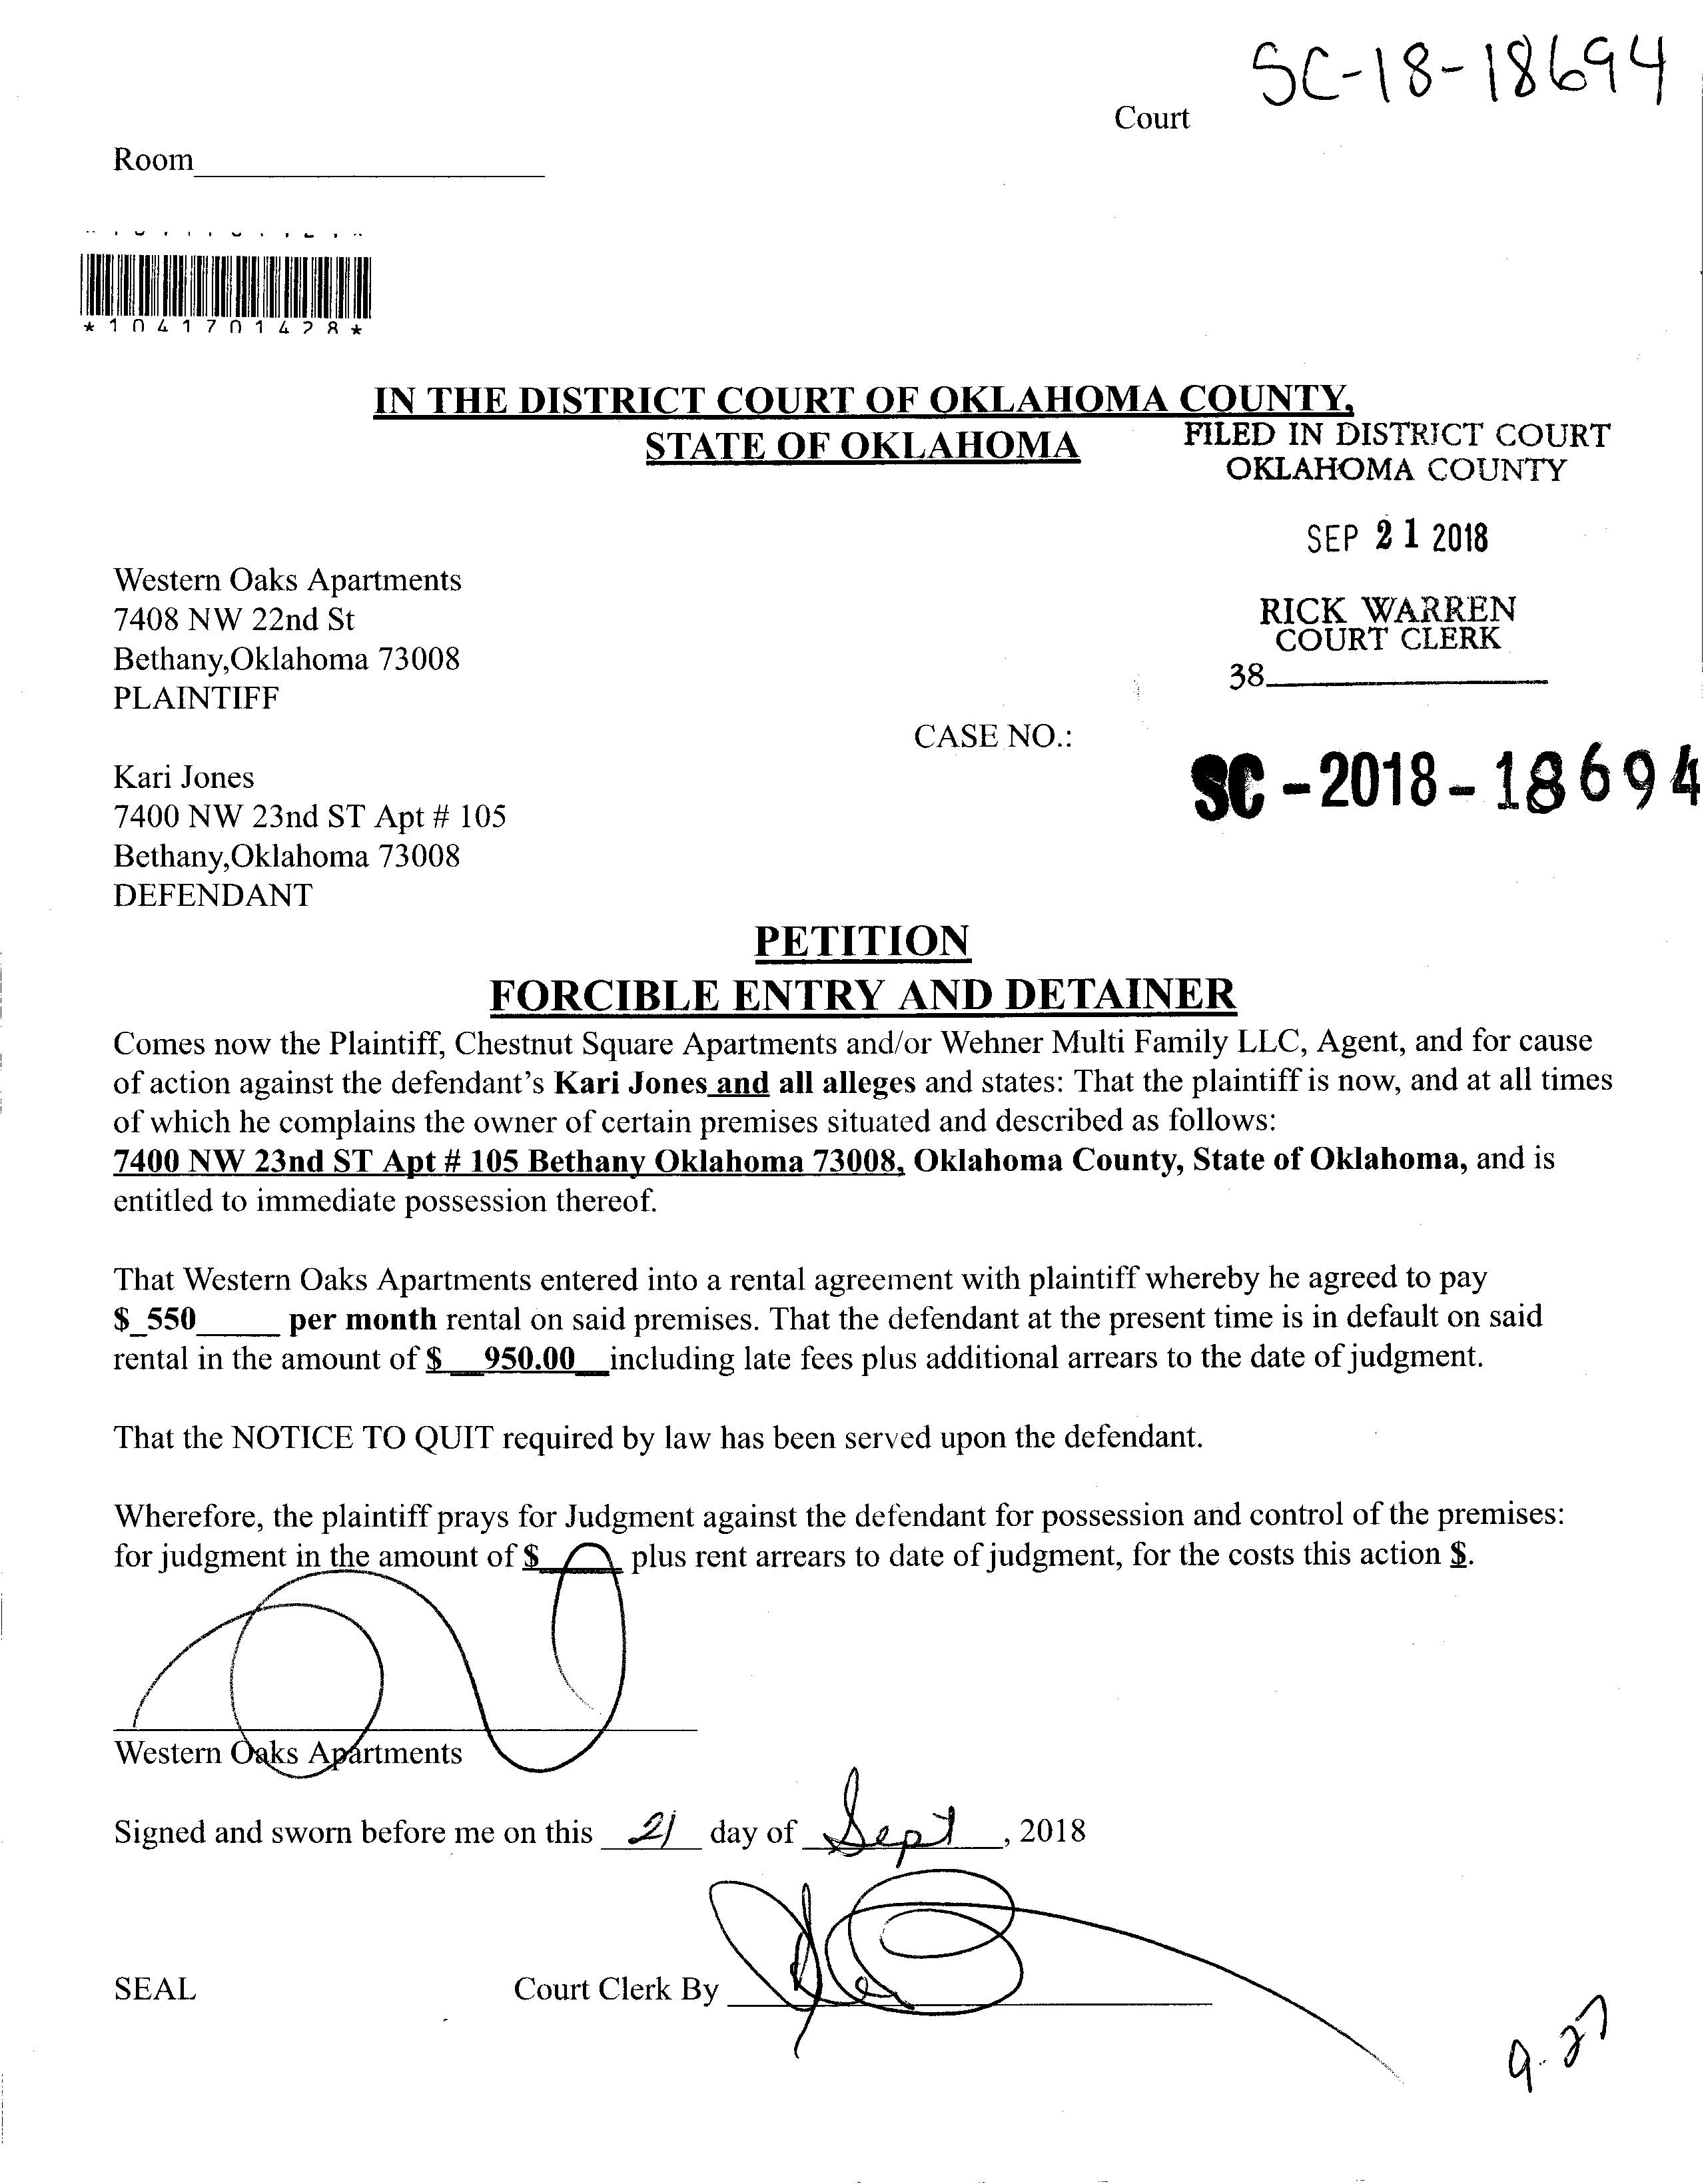 SC-18-18694
Court
Room
*1041701428*
IN THE DISTRICT COURT OF OKLAHOMA COUNTY,
STATE OF OKLAHOMA
FILED IN DISTRICT COURT
OKLAHOMA COUNTY
SEP 21 2018
RICK WARREN
COURT CLERK
38
Western Oaks Apartments
7408 NW 22nd St
Bethany,Oklahoma 73008
PLAINTIFF
CASE NO.:
SC-2018-18694
Kari Jones
7400 NW 23nd ST Apt # 105
Bethany,Oklahoma 73008
DEFENDANT
PETITION
FORCIBLE ENTRY AND DETAINER
Comes now the Plaintiff, Chestnut Square Apartments and/or Wehner Multi Family LLC, Agent, and for cause
of action against the defendant's Kari Jones and all alleges and states: That the plaintiff is now, and at all times
of which he complains the owner of certain premises situated and described as follows:
7400 NW 23nd ST Apt # 105 Bethany Oklahoma 73008, Oklahoma County, State of Oklahoma, and is
entitled to immediate possession thereof.
That Western Oaks Apartments entered into a rental agreement with plaintiff whereby he agreed to pay
$ 550 per month rental on said premises. That the defendant at the present time is in default on said
rental in the amount of $ 950.00 including late fees plus additional arrears to the date of judgment.
That the NOTICE TO QUIT required by law has been served upon the defendant.
Wherefore, the plaintiff prays for Judgment against the defendant for possession and control of the premises:
for judgment in the amount of $ plus rent arrears to date of judgment, for the costs this action $.
Western Oaks Apartments
Signed and sworn before me on this 21 day of Sept, 2018
SEAL
Court Clerk By
9-27